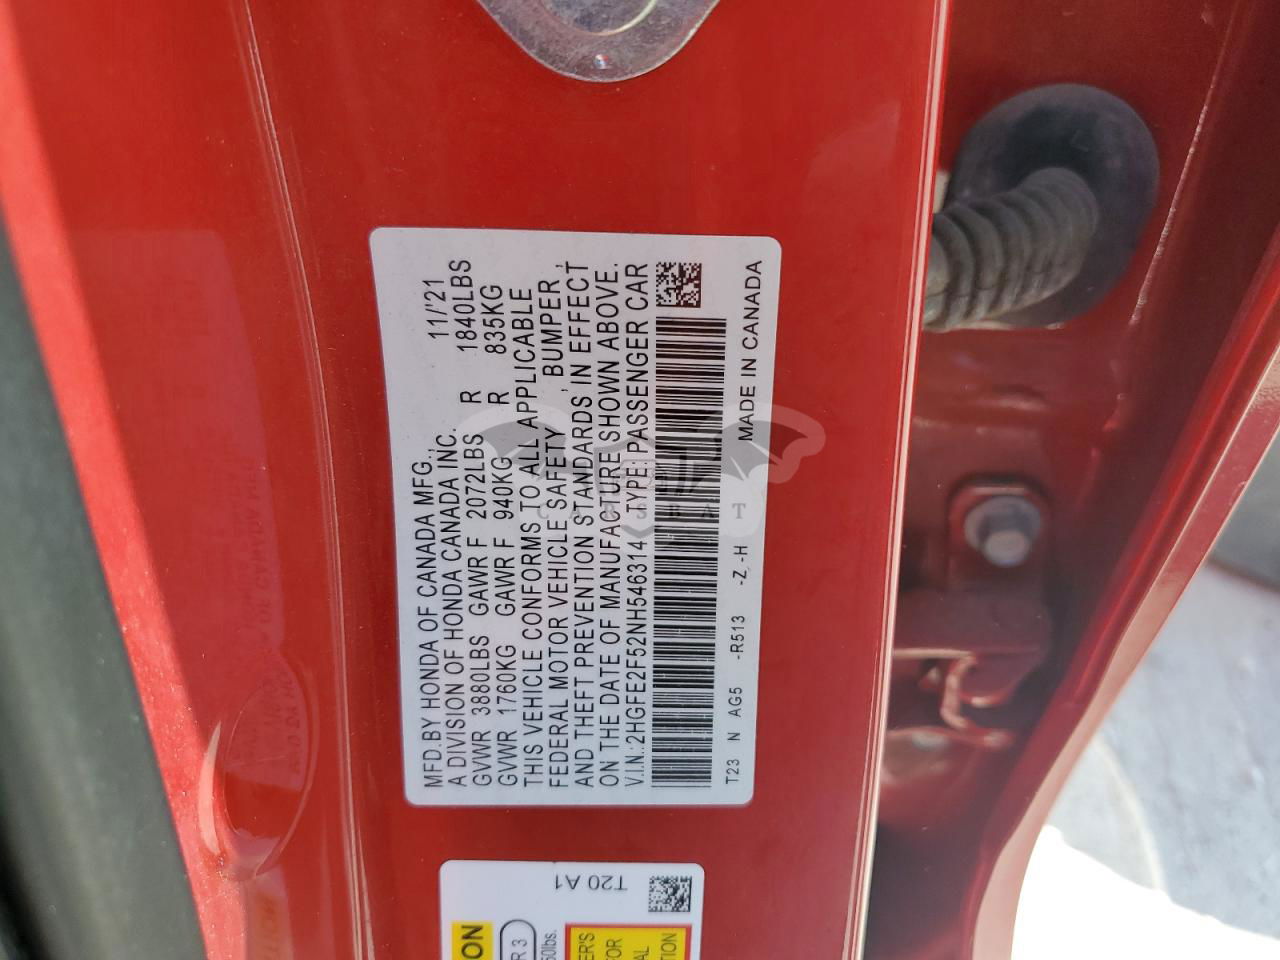 MFD.BY HONDA OF CANADA MFG., 11/'21
A DIVISION OF HONDA CANADA INC.
GVWR 3880LBS GAWR F 2072LBS R 1840LBS
GVWR 1760KG GAWR F 940KG R 835KG
THIS VEHICLE CONFORMS TO ALL APPLICABLE
FEDERAL MOTOR VEHICLE SAFETY , BUMPER ,
AND THEFT PREVENTION STANDARDS IN EFFECT
ON THE DATE OF MANUFACTURE SHOWN ABOVE.
V.I.N.:2HGFE2F52NH546314 TYPE:PASSENGER CAR
T23 N AG5 -R513 -Z -H MADE IN CANADA
CARSBAT
T20 A1
R 3
ER'S